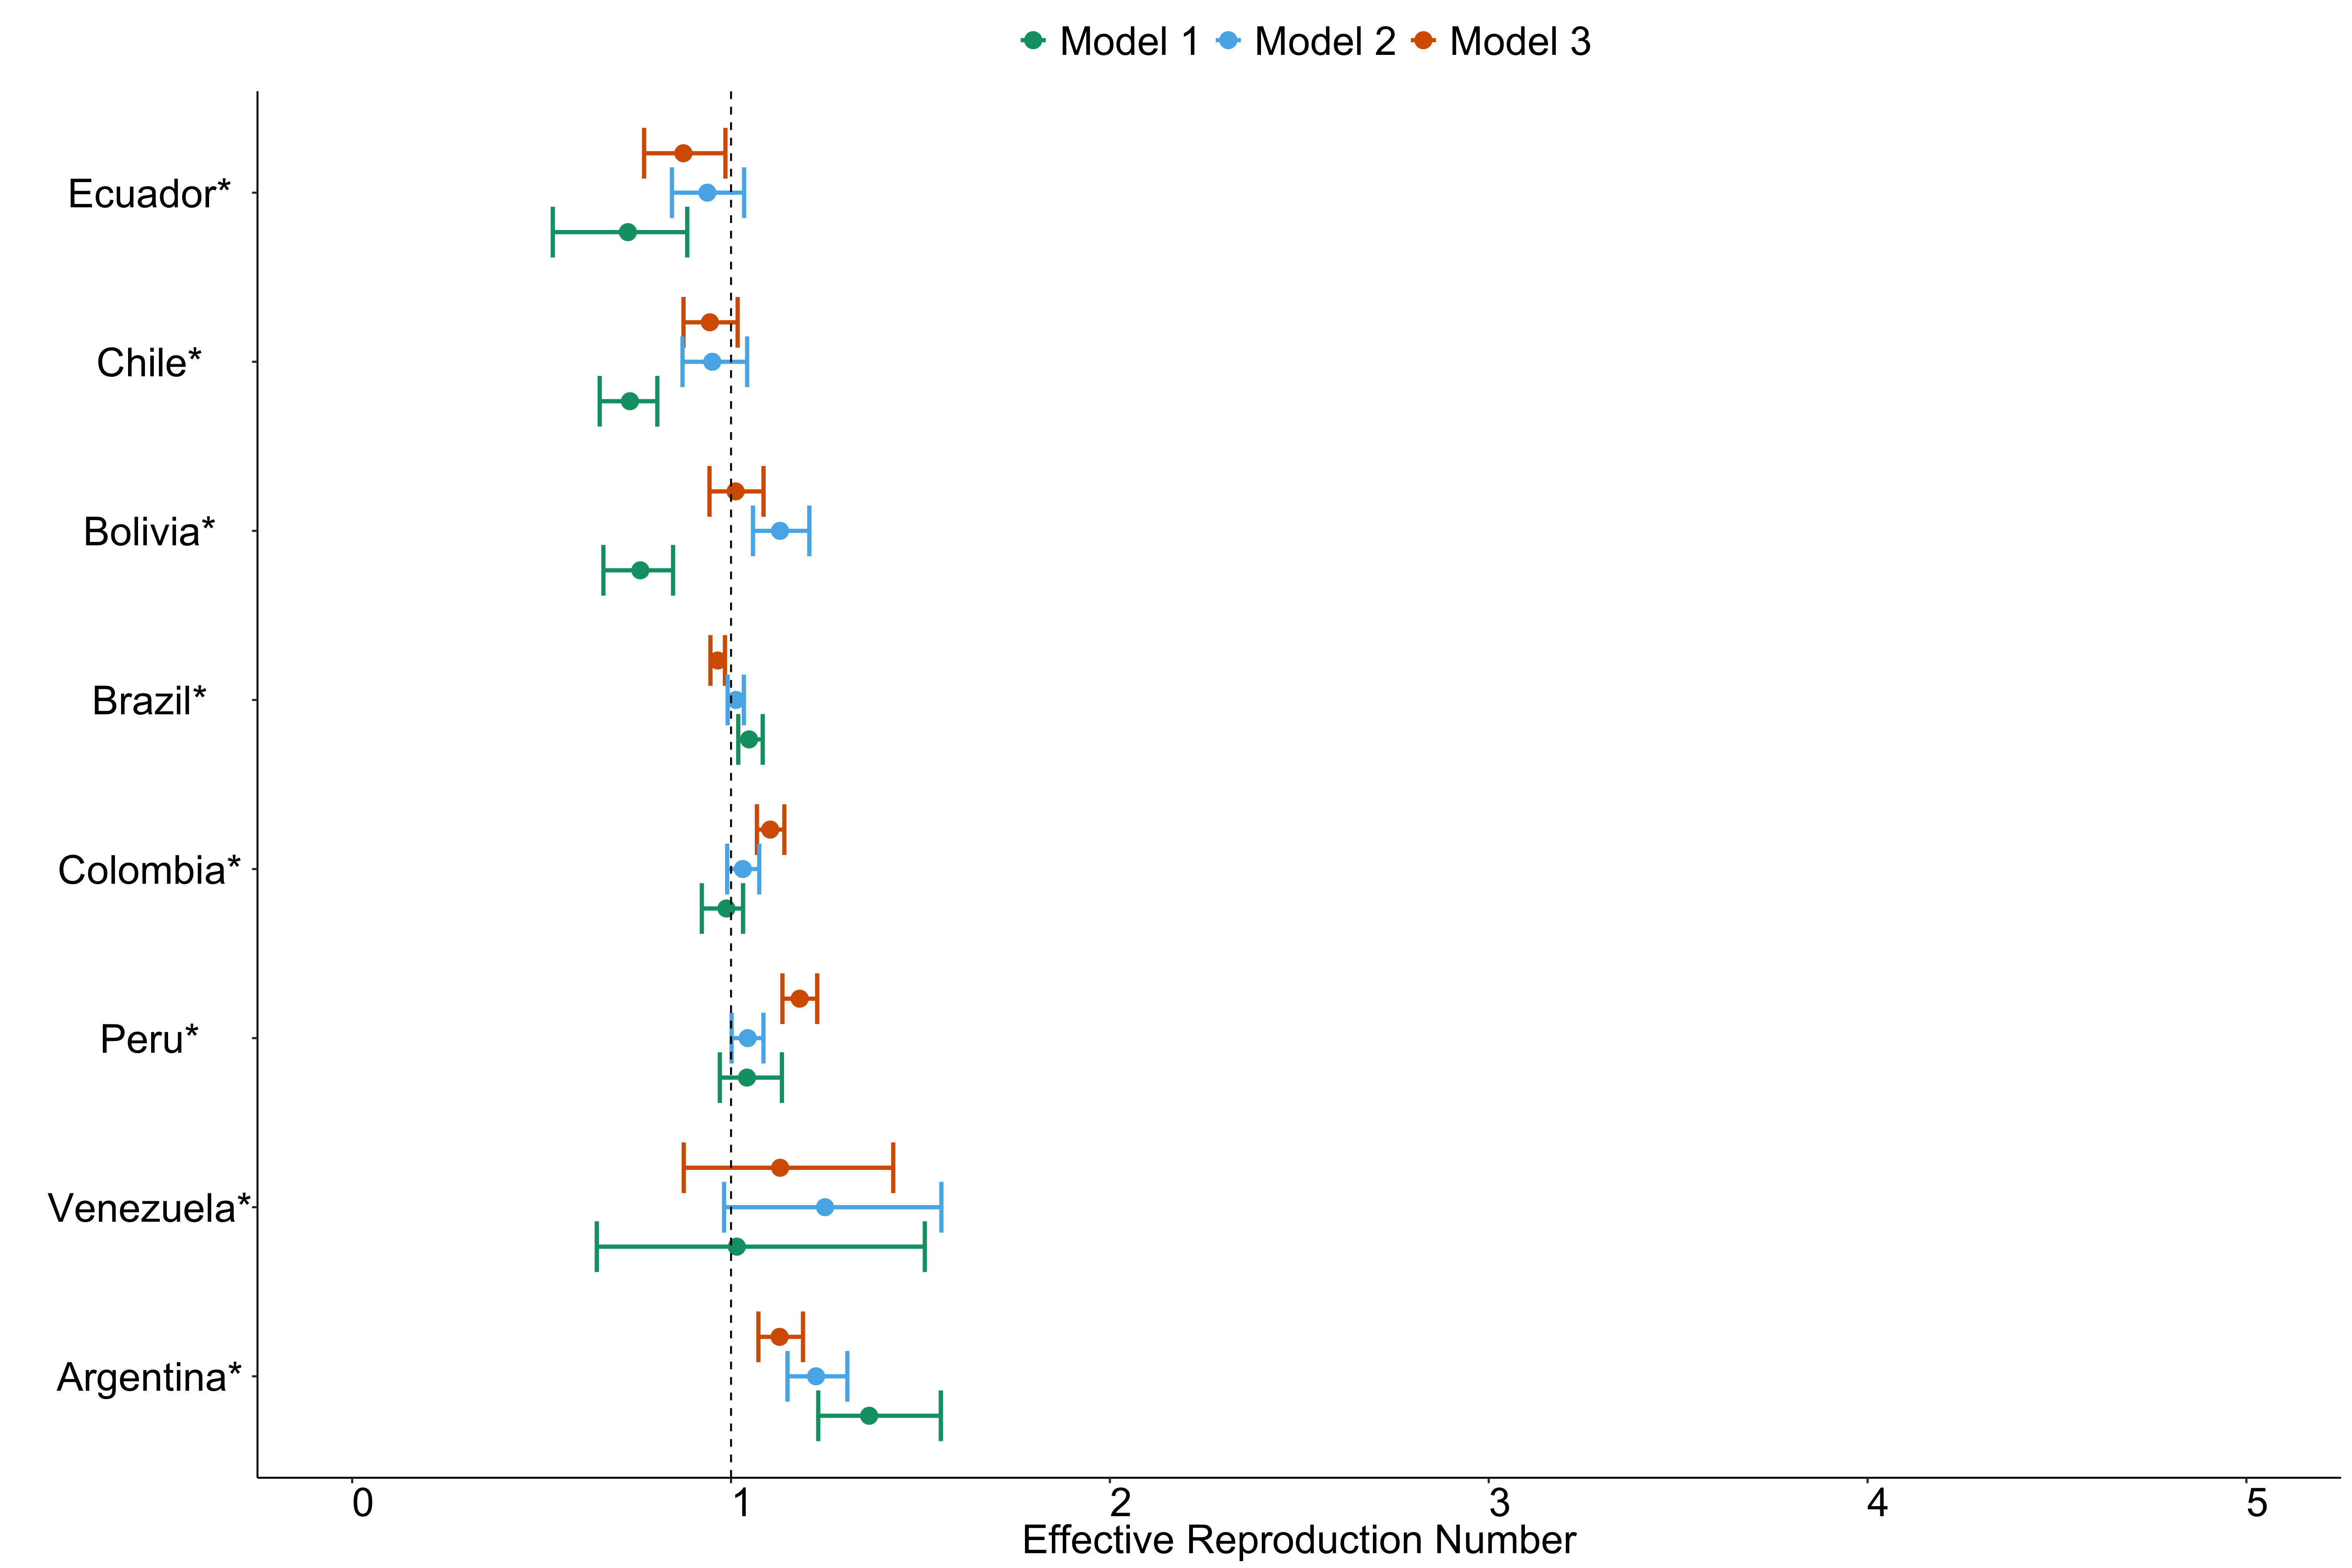 Model 1 Model 2 Model 3
Ecuador*
Chile*
Bolivia*
Brazil*
Colombia*
Peru*
Venezuela*
Argentina*
0 1 2 3 4 5
Effective Reproduction Number